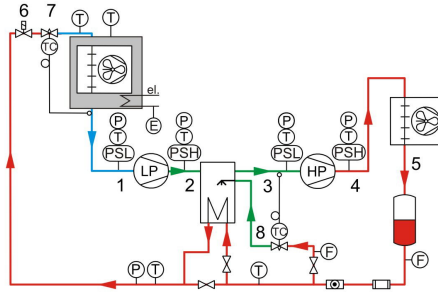 6 7
T T
TC
el.
E
P P P P
T T T T
PSL PSH PSL PSH
LP HP
1 2 3 4 5
8
TC
F F
P T T